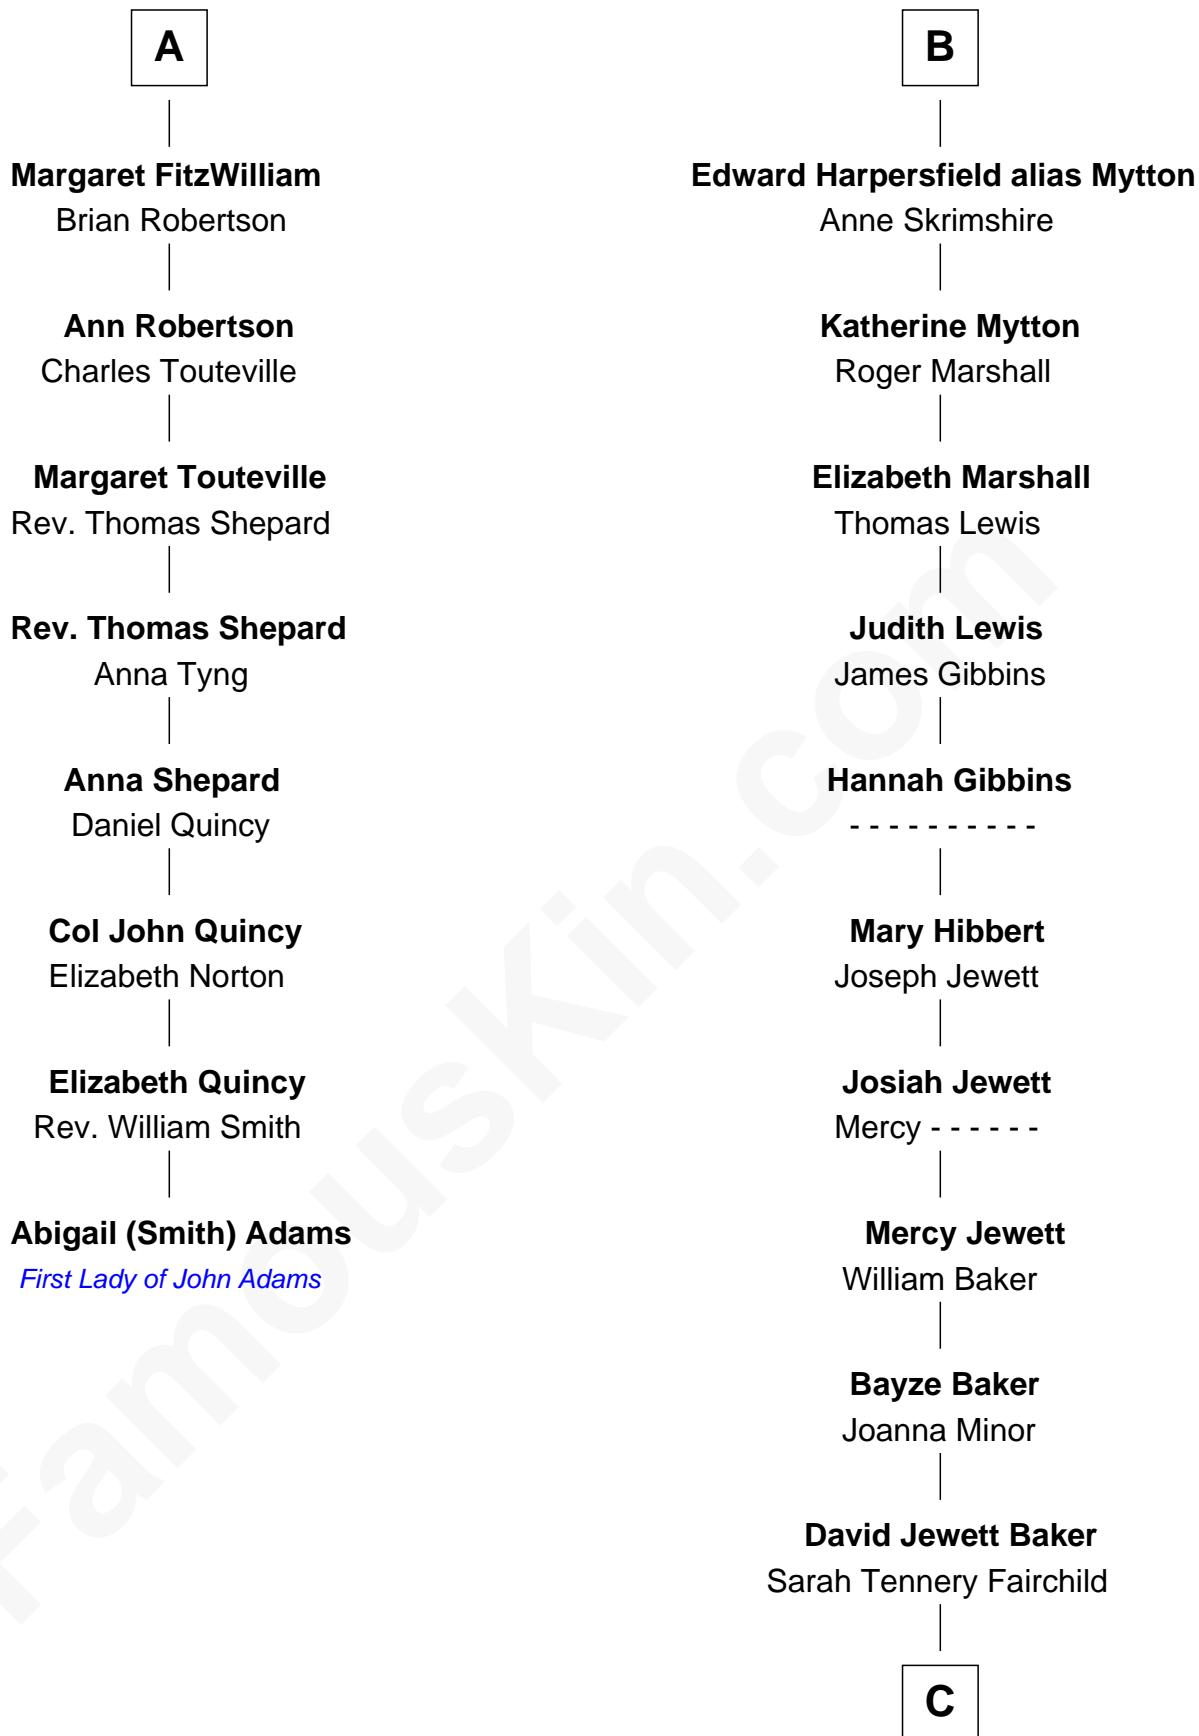 A
Margaret FitzWilliam
Brian Robertson
Ann Robertson
Charles Touteville
Margaret Touteville
Rev. Thomas Shepard
Rev. Thomas Shepard
Anna Tyng
Anna Shepard
Daniel Quincy
Col John Quincy
Elizabeth Norton
Elizabeth Quincy
Rev. William Smith
Abigail (Smith) Adams
First Lady of John Adams
B
Edward Harpersfield alias Mytton
Anne Skrimshire
Katherine Mytton
Roger Marshall
Elizabeth Marshall
Thomas Lewis
Judith Lewis
James Gibbins
Hannah Gibbins
- - - - - - - - - -
Mary Hibbert
Joseph Jewett
Josiah Jewett
Mercy - - - - - -
Mercy Jewett
William Baker
Bayze Baker
Joanna Minor
David Jewett Baker
Sarah Tennery Fairchild
C
FamousKin.com